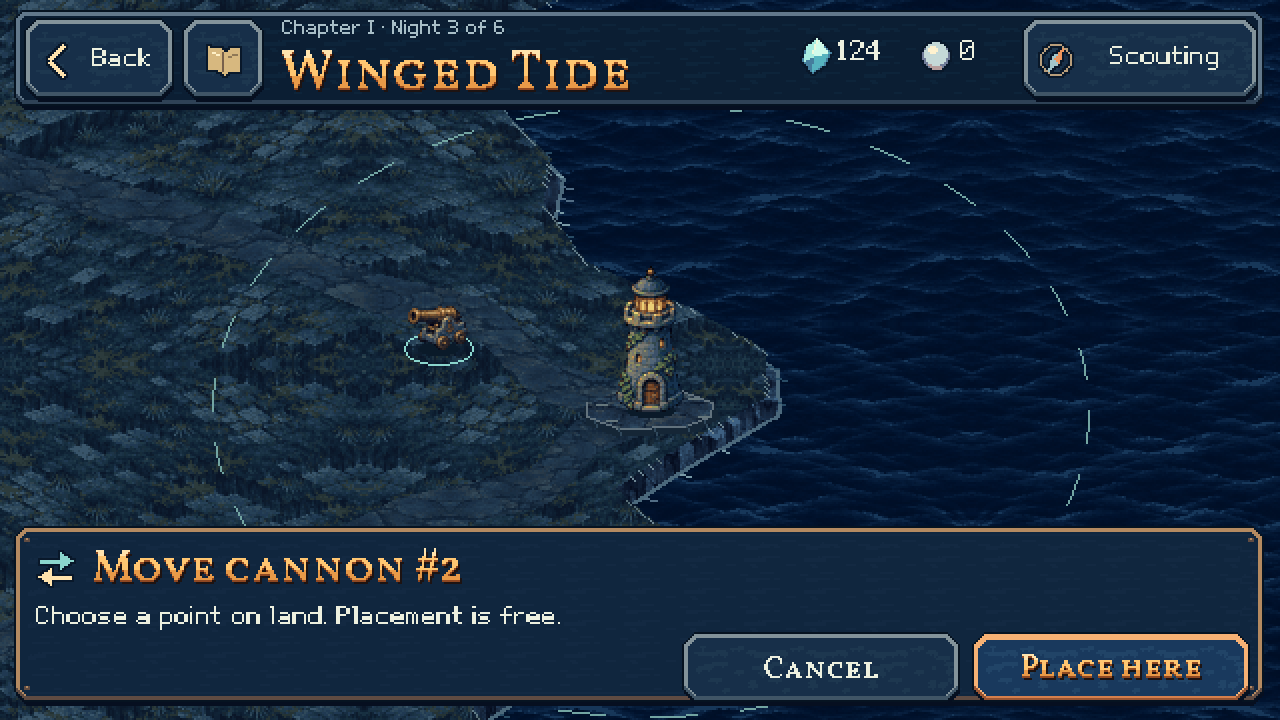 Back
Chapter I · Night 3 of 6
Winged Tide
124
0
Scouting
Move cannon #2
Choose a point on land. Placement is free.
Cancel
Place here